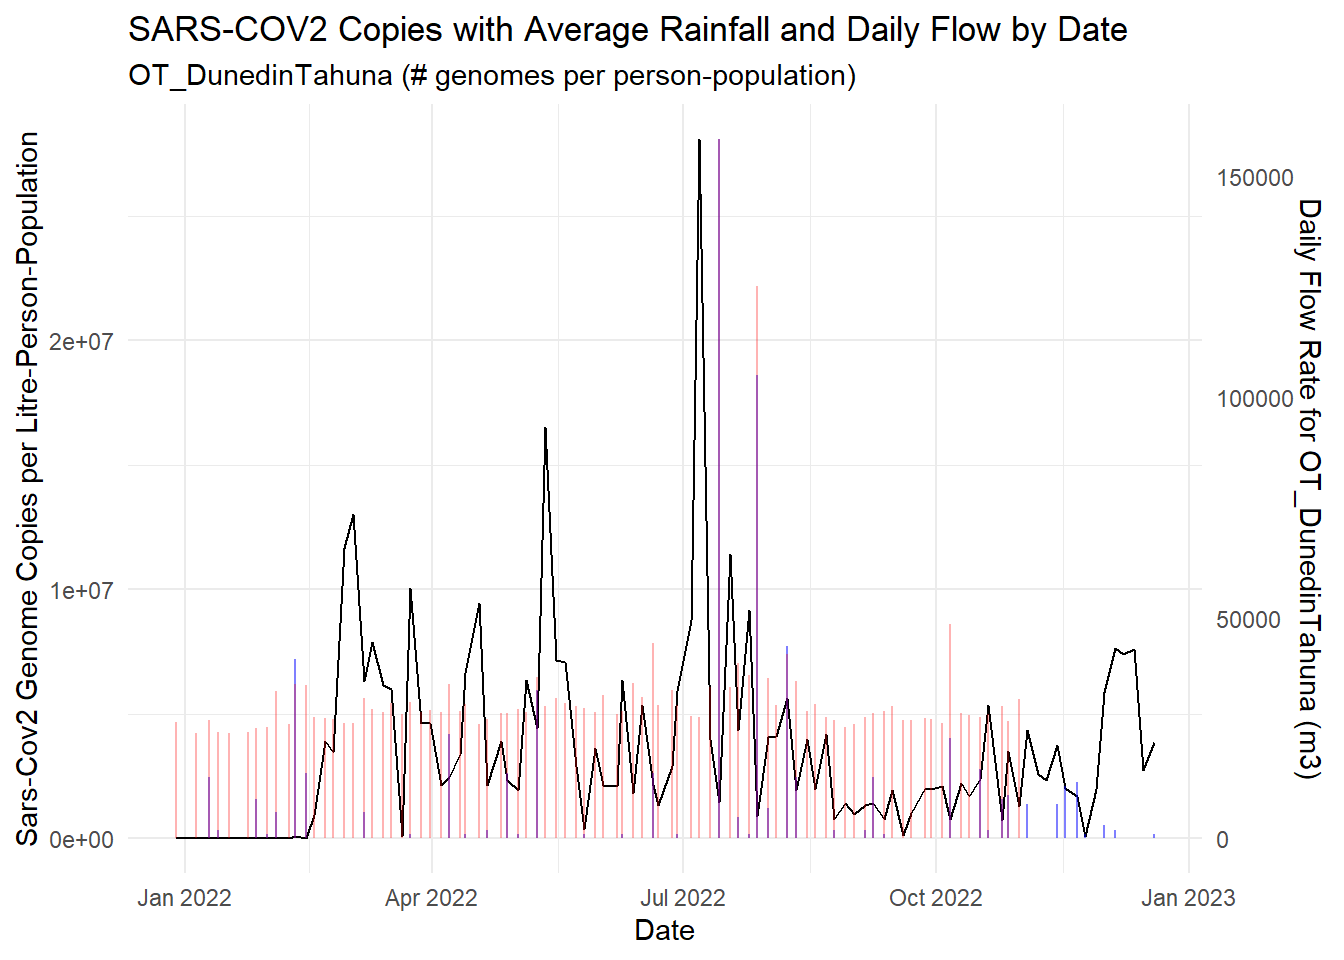 SARS-COV2 Copies with Average Rainfall and Daily Flow by Date
OT_DunedinTahuna (# genomes per person-population)
Sars-Cov2 Genome Copies per Litre-Person-Population
2e+07
1e+07
0e+00
150000
100000
50000
0
Daily Flow Rate for OT_DunedinTahuna (m3)
Jan 2022
Apr 2022
Jul 2022
Oct 2022
Jan 2023
Date